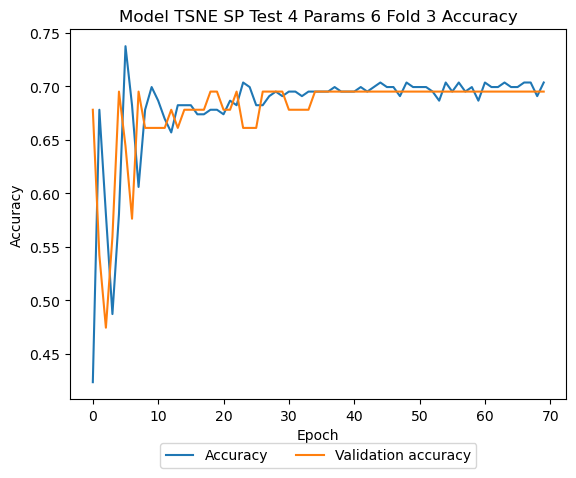 Model TSNE SP Test 4 Params 6 Fold 3 Accuracy
0.75
0.70
0.65
0.60
0.55
0.50
0.45
Accuracy
0 10 20 30 40 50 60 70
Epoch
Accuracy Validation accuracy